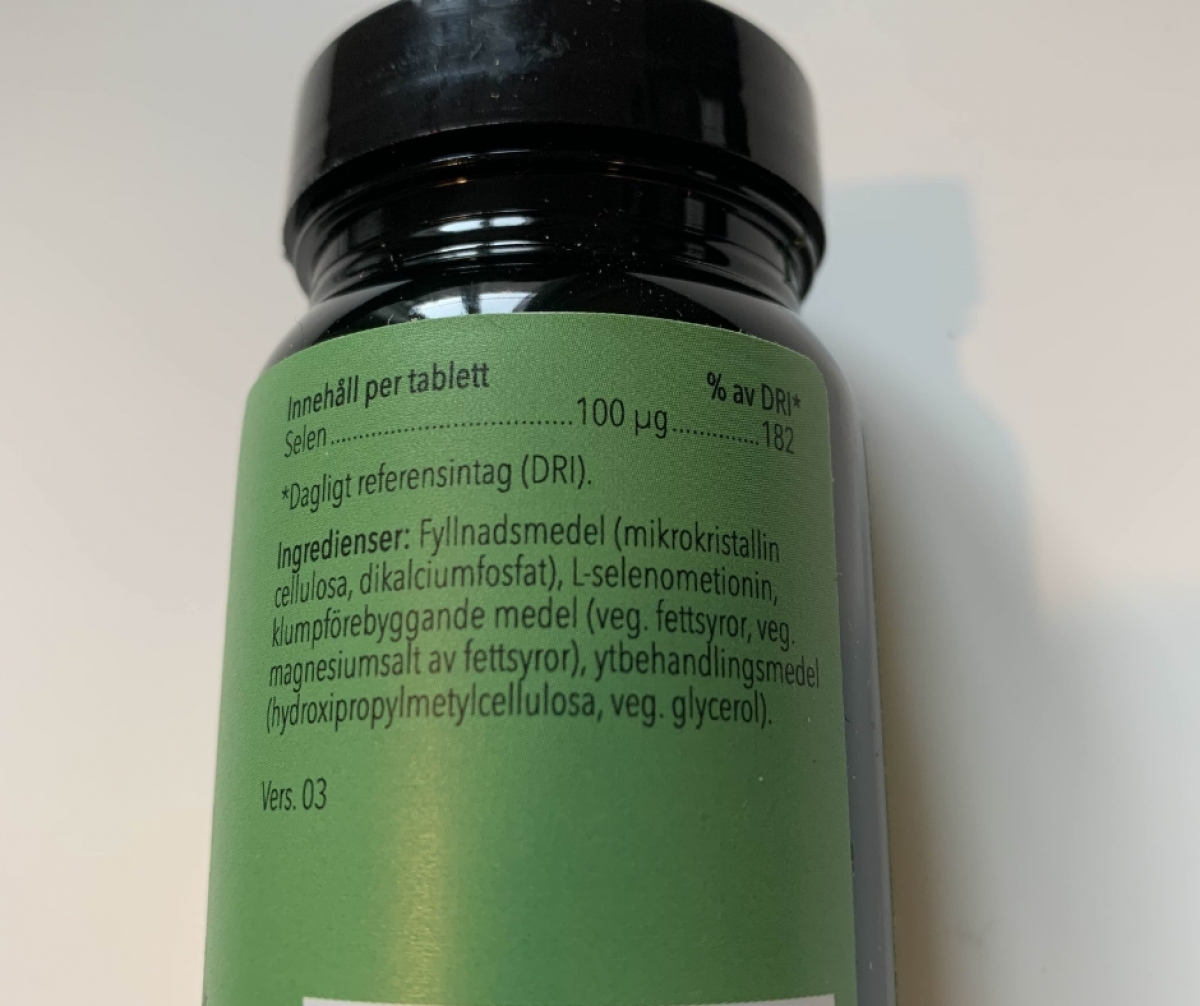 Innehåll per tablett % av DRI*
Selen....................................100 µg.............182
*Dagligt referensintag (DRI).
Ingredienser: Fyllnadsmedel (mikrokristallin
cellulosa, dikalciumfosfat), L-selenometionin,
klumpförebyggande medel (veg. fettsyror, veg.
magnesiumsalt av fettsyror), ytbehandlingsmedel
(hydroxipropylmetylcellulosa, veg. glycerol).
Vers. 03